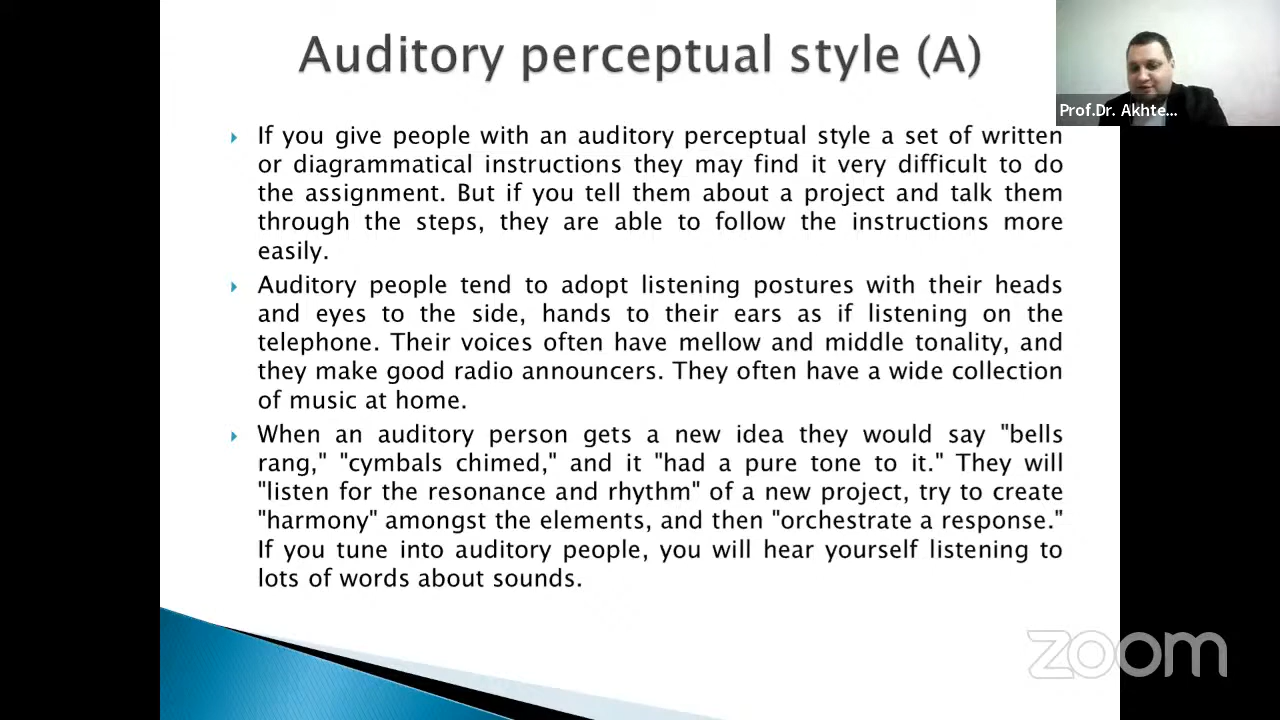 Auditory perceptual style (A)
Prof.Dr. Akhte...
If you give people with an auditory perceptual style a set of written
or diagrammatical instructions they may find it very difficult to do
the assignment. But if you tell them about a project and talk them
through the steps, they are able to follow the instructions more
easily.
Auditory people tend to adopt listening postures with their heads
and eyes to the side, hands to their ears as if listening on the
telephone. Their voices often have mellow and middle tonality, and
they make good radio announcers. They often have a wide collection
of music at home.
When an auditory person gets a new idea they would say "bells
rang," "cymbals chimed," and it "had a pure tone to it." They will
"listen for the resonance and rhythm" of a new project, try to create
"harmony" amongst the elements, and then "orchestrate a response."
If you tune into auditory people, you will hear yourself listening to
lots of words about sounds.
zoom